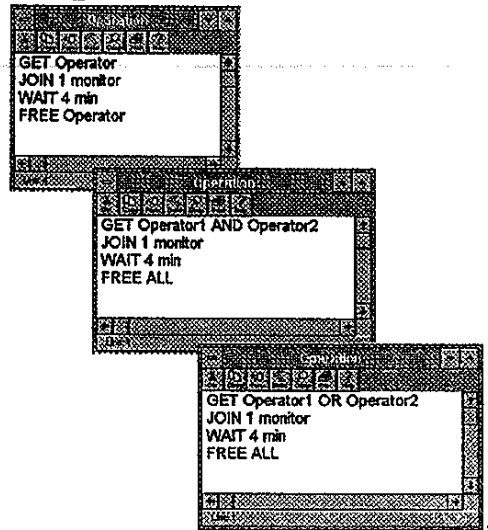 GET Operator
JOIN 1 monitor
WAIT 4 min
FREE Operator
Operation
GET Operator1 AND Operator2
JOIN 1 monitor
WAIT 4 min
FREE ALL
GET Operator1 OR Operator2
JOIN 1 monitor
WAIT 4 min
FREE ALL